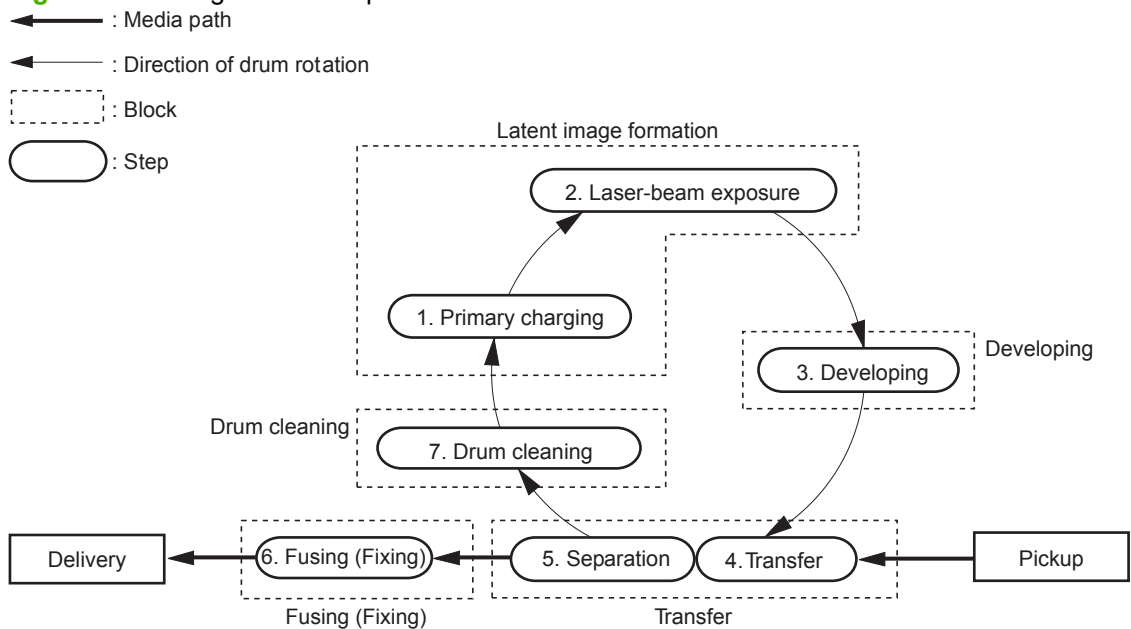 : Media path
: Direction of drum rotation
: Block
: Step
Latent image formation
2. Laser-beam exposure
1. Primary charging
3. Developing
Developing
Drum cleaning
7. Drum cleaning
Delivery
6. Fusing (Fixing)
5. Separation
4. Transfer
Pickup
Fusing (Fixing)
Transfer